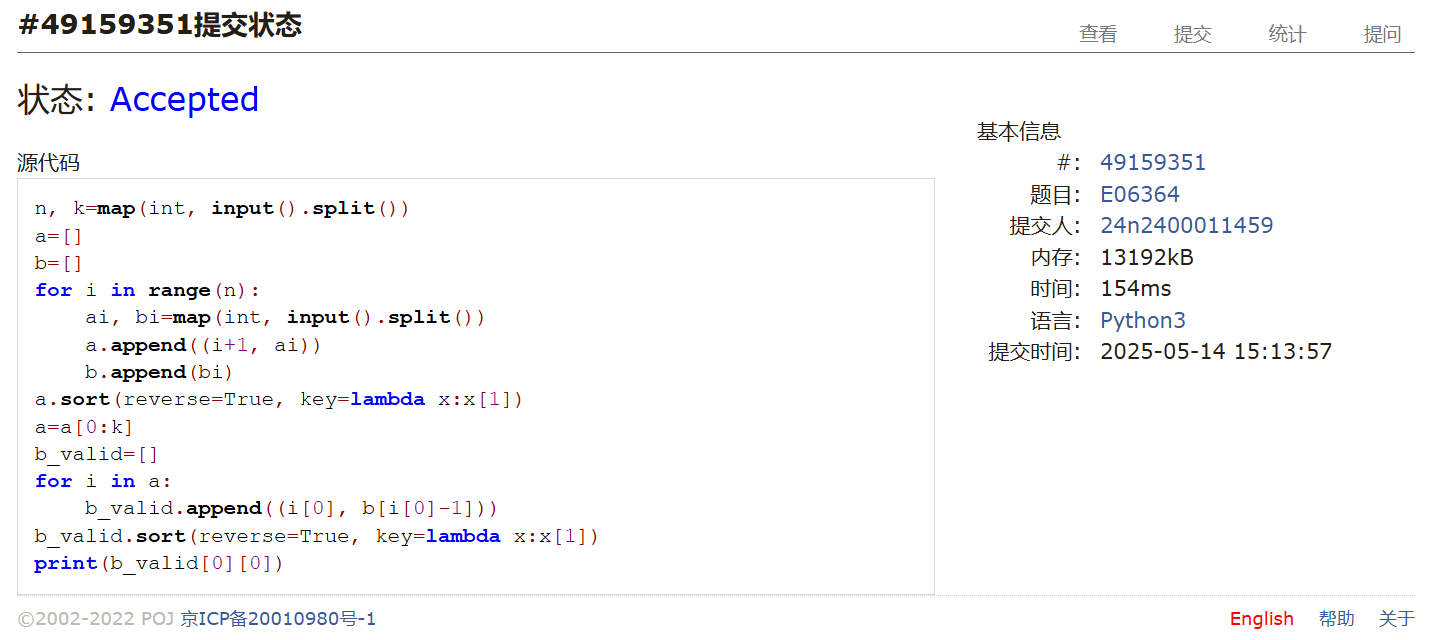 #49159351提交状态
查看 提交 统计 提问
状态: Accepted
源代码
n, k=map(int, input().split())
a=[]
b=[]
for i in range(n):
    ai, bi=map(int, input().split())
    a.append((i+1, ai))
    b.append(bi)
a.sort(reverse=True, key=lambda x:x[1])
a=a[0:k]
b_valid=[]
for i in a:
    b_valid.append((i[0], b[i[0]-1]))
b_valid.sort(reverse=True, key=lambda x:x[1])
print(b_valid[0][0])
基本信息
#: 49159351
题目: E06364
提交人: 24n2400011459
内存: 13192kB
时间: 154ms
语言: Python3
提交时间: 2025-05-14 15:13:57
©2002-2022 POJ 京ICP备20010980号-1
English 帮助 关于